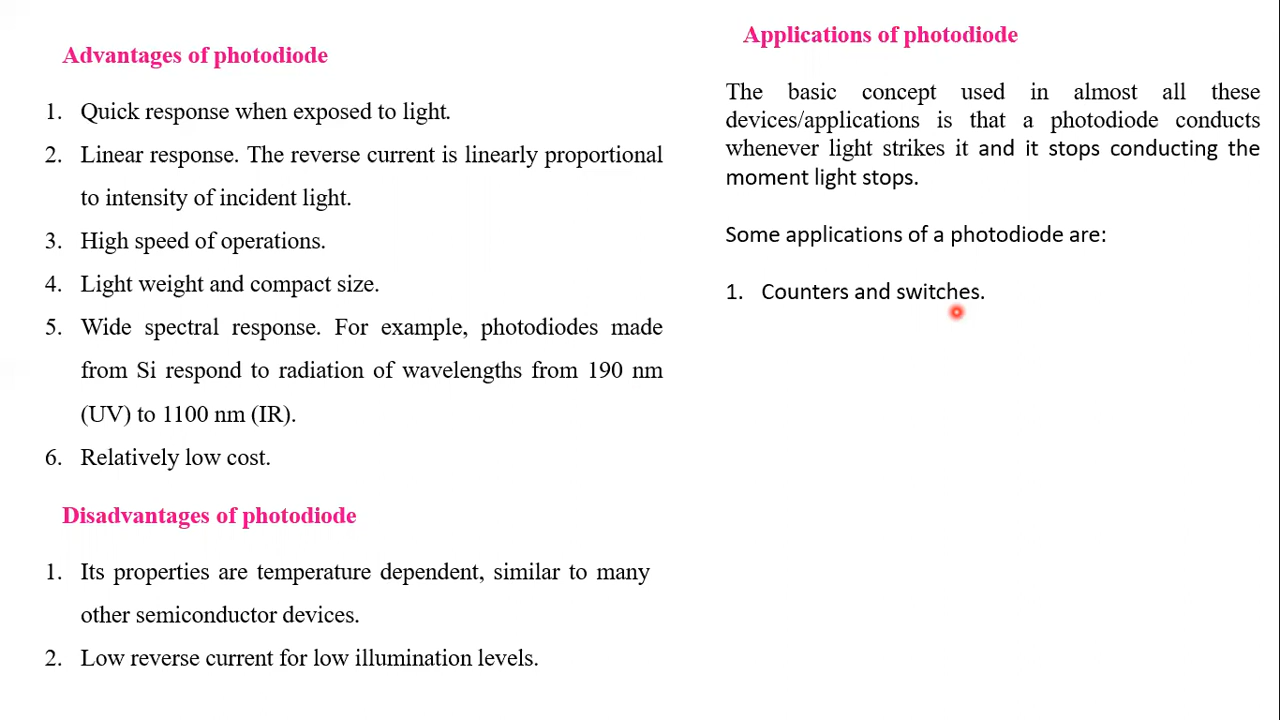 Advantages of photodiode
1. Quick response when exposed to light.
2. Linear response. The reverse current is linearly proportional
to intensity of incident light.
3. High speed of operations.
4. Light weight and compact size.
5. Wide spectral response. For example, photodiodes made
from Si respond to radiation of wavelengths from 190 nm
(UV) to 1100 nm (IR).
6. Relatively low cost.
Disadvantages of photodiode
1. Its properties are temperature dependent, similar to many
other semiconductor devices.
2. Low reverse current for low illumination levels.
Applications of photodiode
The basic concept used in almost all these
devices/applications is that a photodiode conducts
whenever light strikes it and it stops conducting the
moment light stops.
Some applications of a photodiode are:
1. Counters and switches.